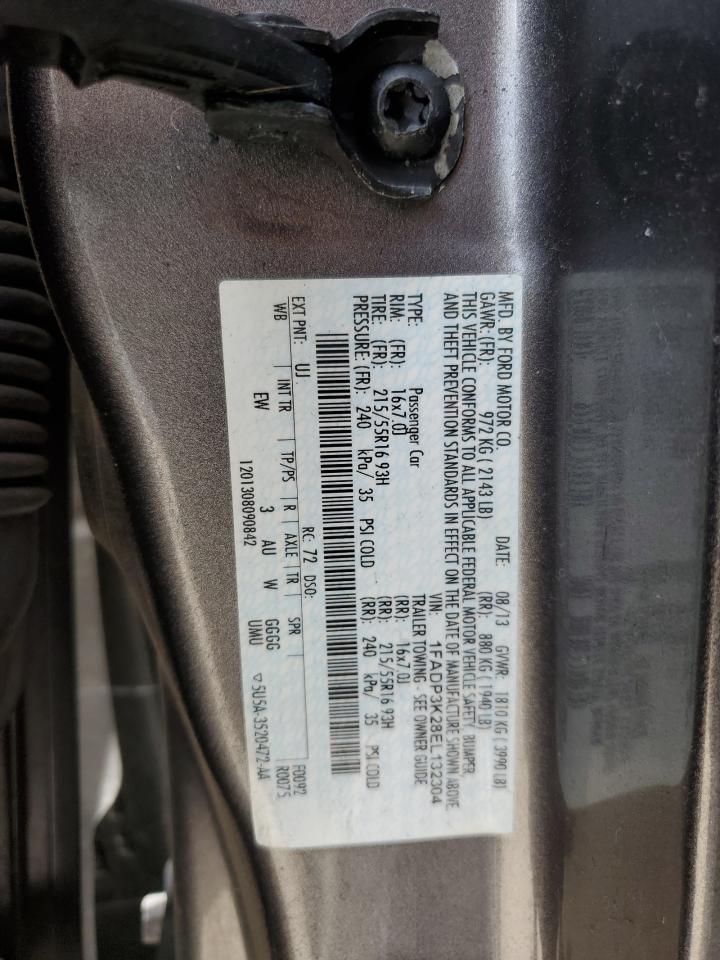 MFD. BY FORD MOTOR CO. DATE: 08/13 GVWR: 1810 KG ( 3990 LB)
GAWR: (FR): 972 KG ( 2143 LB) (RR): 880 KG ( 1940 LB)
THIS VEHICLE CONFORMS TO ALL APPLICABLE FEDERAL MOTOR VEHICLE SAFETY, BUMPER,
AND THEFT PREVENTION STANDARDS IN EFFECT ON THE DATE OF MANUFACTURE SHOWN ABOVE.
VIN: 1FADP3K28EL132304
TYPE: Passenger Car TRAILER TOWING - SEE OWNER GUIDE
RIM: (FR): 16x7.0J (RR): 16x7.0J
TIRE: (FR): 215/55R16 93H (RR): 215/55R16 93H
PRESSURE: (FR): 240 kPa/ 35 PSI COLD (RR): 240 kPa/ 35 PSI COLD
EXT PNT: UJ RC: 72 DSO: F0092
WB INT TR TP/PS R AXLE TR SPR R0075
EW 3 AU W GGGG
UMU
1201308090842 5U5A-3520472-AA